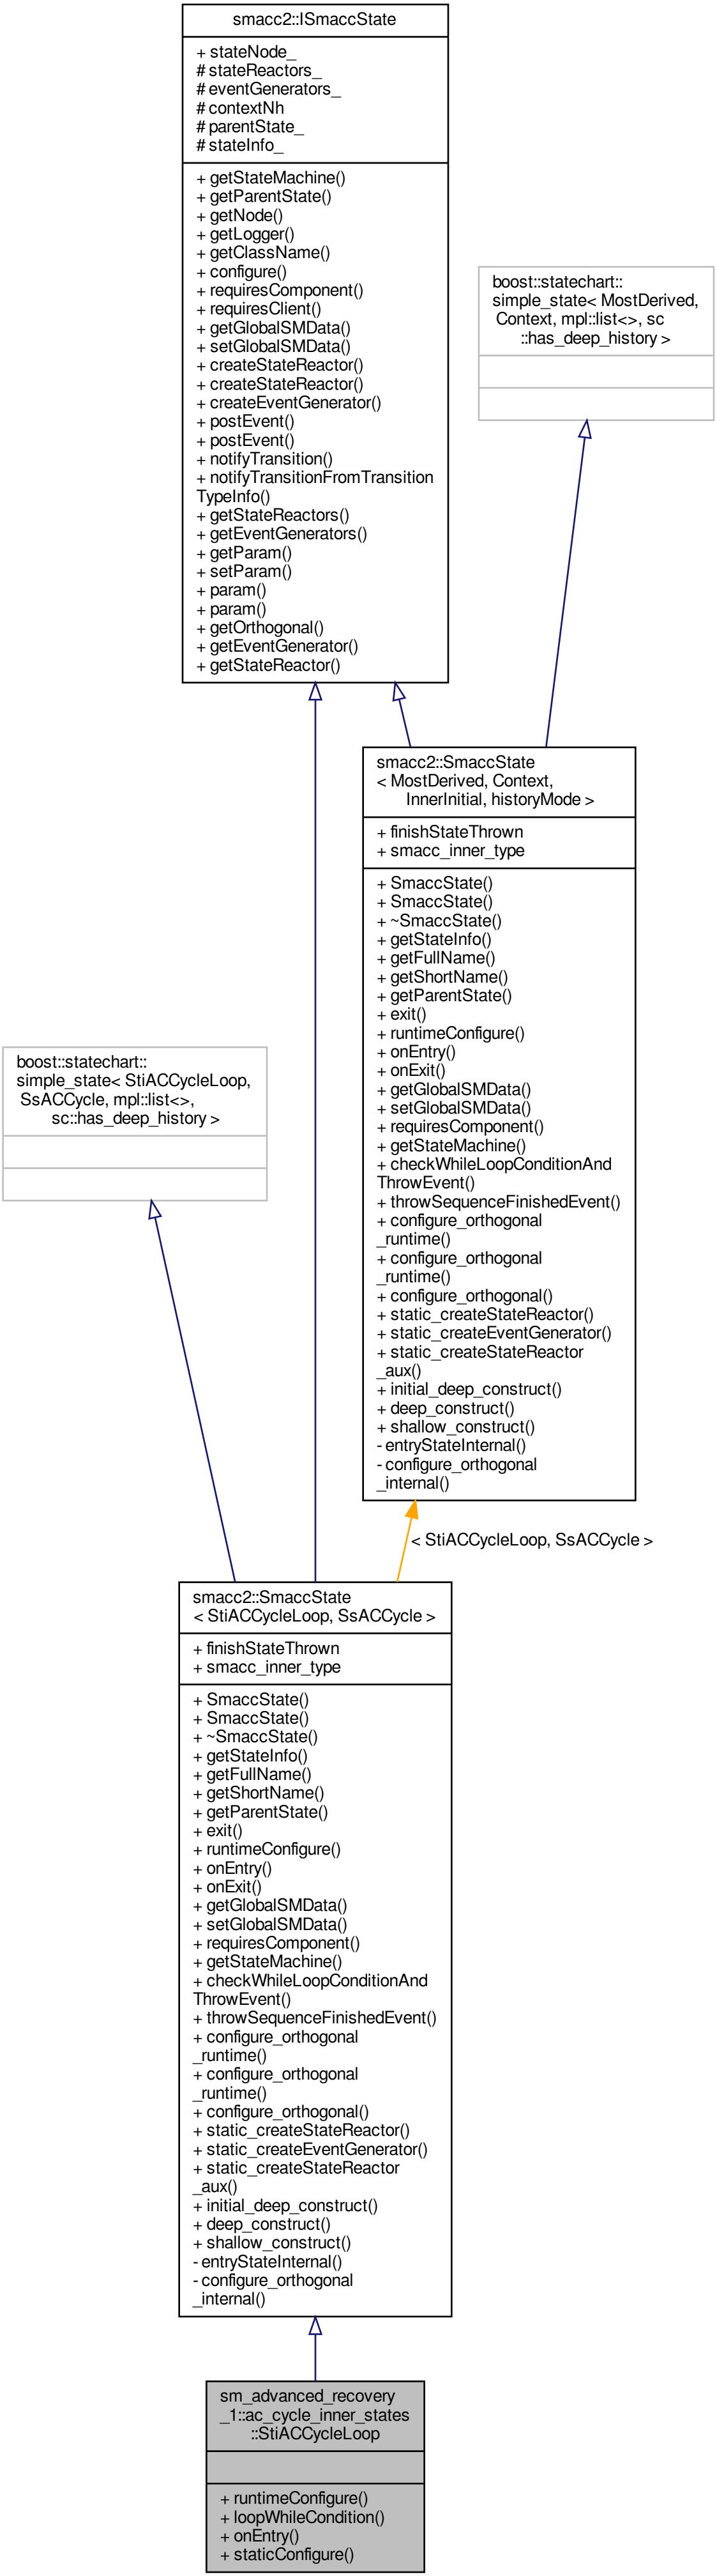 smacc2::ISmaccState
+ stateNode_
# stateReactors_
# eventGenerators_
# contextNh
# parentState_
# stateInfo_
+ getStateMachine()
+ getParentState()
+ getNode()
+ getLogger()
+ getClassName()
+ configure()
+ requiresComponent()
+ requiresClient()
+ getGlobalSMData()
+ setGlobalSMData()
+ createStateReactor()
+ createStateReactor()
+ createEventGenerator()
+ postEvent()
+ postEvent()
+ notifyTransition()
+ notifyTransitionFromTransition
TypeInfo()
+ getStateReactors()
+ getEventGenerators()
+ getParam()
+ setParam()
+ param()
+ param()
+ getOrthogonal()
+ getEventGenerator()
+ getStateReactor()
boost::statechart::
simple_state< MostDerived,
Context, mpl::list<>, sc
::has_deep_history >
smacc2::SmaccState
< MostDerived, Context,
InnerInitial, historyMode >
+ finishStateThrown
+ smacc_inner_type
+ SmaccState()
+ SmaccState()
+ ~SmaccState()
+ getStateInfo()
+ getFullName()
+ getShortName()
+ getParentState()
+ exit()
+ runtimeConfigure()
+ onEntry()
+ onExit()
+ getGlobalSMData()
+ setGlobalSMData()
+ requiresComponent()
+ getStateMachine()
+ checkWhileLoopConditionAnd
ThrowEvent()
+ throwSequenceFinishedEvent()
+ configure_orthogonal
_runtime()
+ configure_orthogonal
_runtime()
+ configure_orthogonal()
+ static_createStateReactor()
+ static_createEventGenerator()
+ static_createStateReactor
_aux()
+ initial_deep_construct()
+ deep_construct()
+ shallow_construct()
- entryStateInternal()
- configure_orthogonal
_internal()
boost::statechart::
simple_state< StiACCycleLoop,
SsACCycle, mpl::list<>,
sc::has_deep_history >
< StiACCycleLoop, SsACCycle >
smacc2::SmaccState
< StiACCycleLoop, SsACCycle >
+ finishStateThrown
+ smacc_inner_type
+ SmaccState()
+ SmaccState()
+ ~SmaccState()
+ getStateInfo()
+ getFullName()
+ getShortName()
+ getParentState()
+ exit()
+ runtimeConfigure()
+ onEntry()
+ onExit()
+ getGlobalSMData()
+ setGlobalSMData()
+ requiresComponent()
+ getStateMachine()
+ checkWhileLoopConditionAnd
ThrowEvent()
+ throwSequenceFinishedEvent()
+ configure_orthogonal
_runtime()
+ configure_orthogonal
_runtime()
+ configure_orthogonal()
+ static_createStateReactor()
+ static_createEventGenerator()
+ static_createStateReactor
_aux()
+ initial_deep_construct()
+ deep_construct()
+ shallow_construct()
- entryStateInternal()
- configure_orthogonal
_internal()
sm_advanced_recovery
_1::ac_cycle_inner_states
::StiACCycleLoop
+ runtimeConfigure()
+ loopWhileCondition()
+ onEntry()
+ staticConfigure()